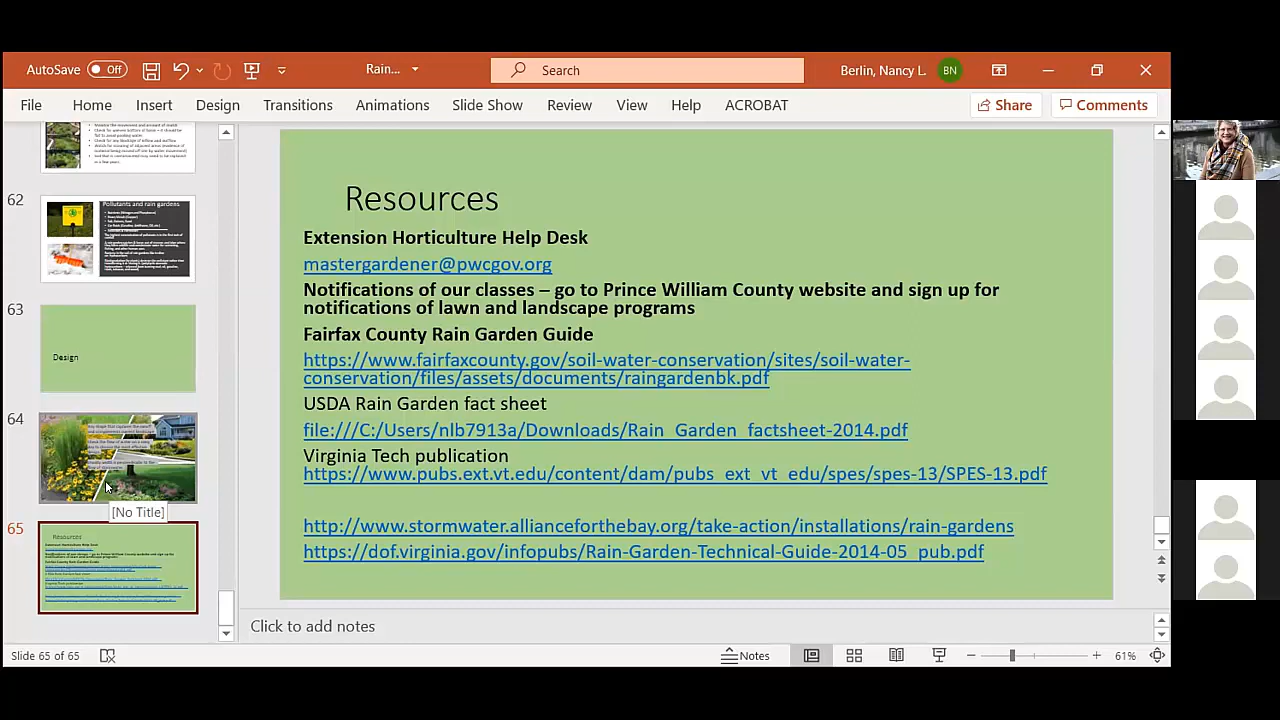 AutoSave Off Rain... Search Berlin, Nancy L. BN
File Home Insert Design Transitions Animations Slide Show Review View Help ACROBAT Share Comments
62
Pollutants and rain gardens
63
Design
64
[No Title]
65
Resources
Resources
Extension Horticulture Help Desk
mastergardener@pwcgov.org
Notifications of our classes – go to Prince William County website and sign up for
notifications of lawn and landscape programs
Fairfax County Rain Garden Guide
https://www.fairfaxcounty.gov/soil-water-conservation/sites/soil-water-
conservation/files/assets/documents/raingardenbk.pdf
USDA Rain Garden fact sheet
file:///C:/Users/nlb7913a/Downloads/Rain_Garden_factsheet-2014.pdf
Virginia Tech publication
https://www.pubs.ext.vt.edu/content/dam/pubs_ext_vt_edu/spes/spes-13/SPES-13.pdf
http://www.stormwater.allianceforthebay.org/take-action/installations/rain-gardens
https://dof.virginia.gov/infopubs/Rain-Garden-Technical-Guide-2014-05_pub.pdf
Click to add notes
Slide 65 of 65 Notes 61%